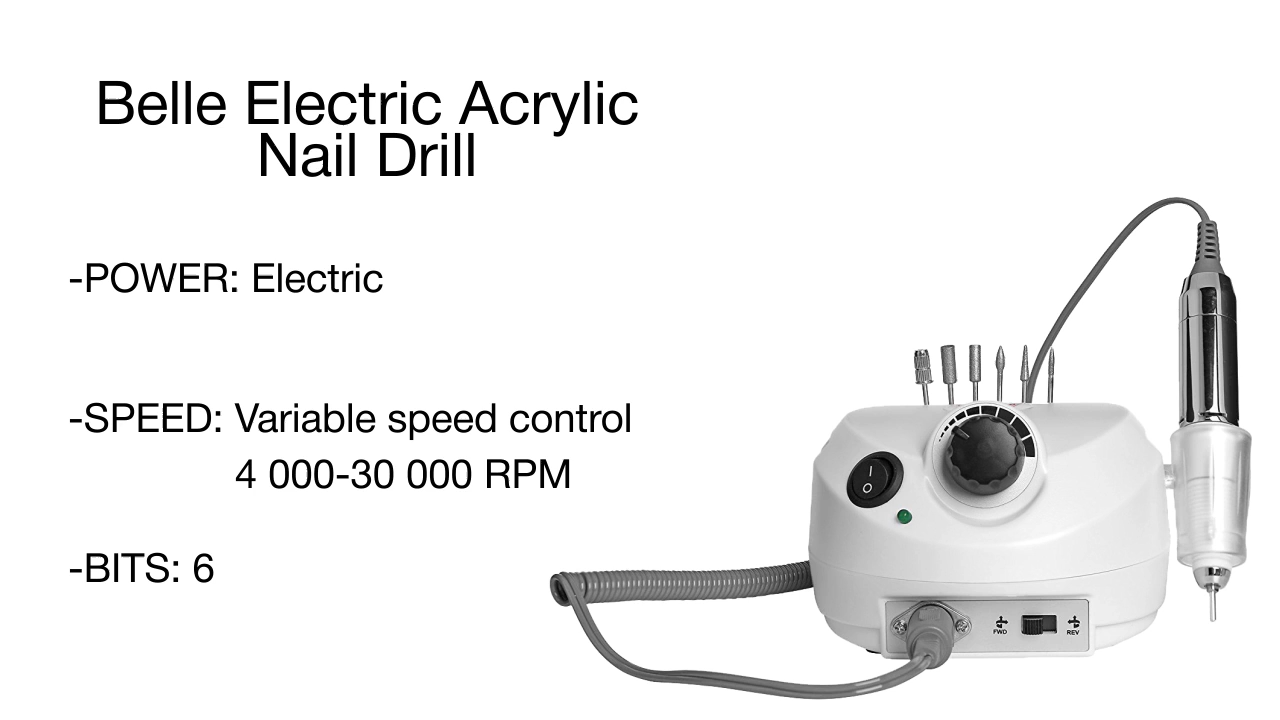 Belle Electric Acrylic
Nail Drill
-POWER: Electric
-SPEED: Variable speed control
4 000-30 000 RPM
-BITS: 6
I
O
FWD
REV